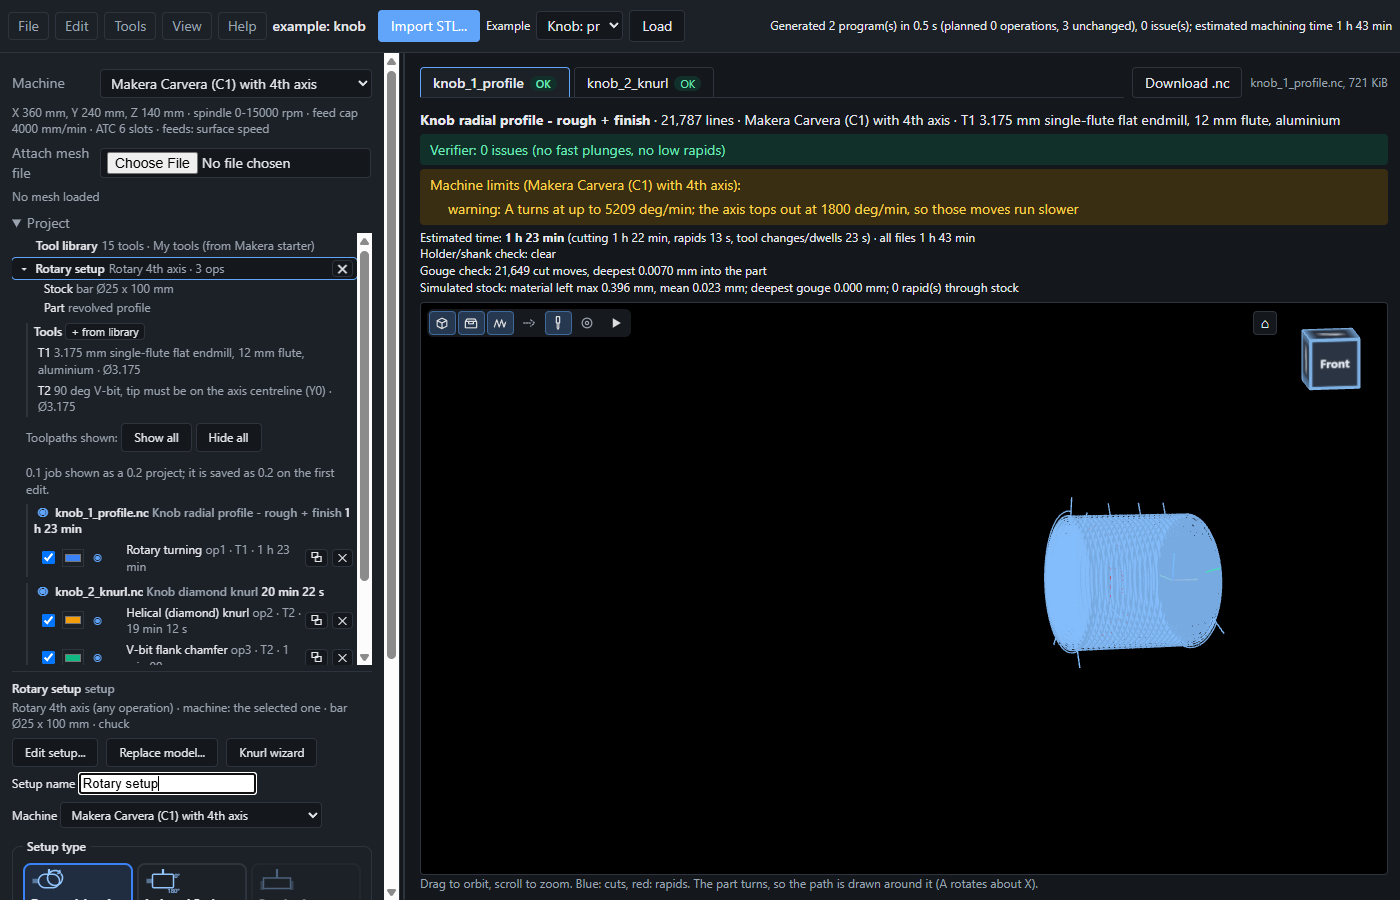 File Edit Tools View Help example: knob Import STL... Example Knob: pr Load Generated 2 program(s) in 0.5 s (planned 0 operations, 3 unchanged), 0 issue(s); estimated machining time 1 h 43 min
Machine Makera Carvera (C1) with 4th axis
X 360 mm, Y 240 mm, Z 140 mm · spindle 0-15000 rpm · feed cap
4000 mm/min · ATC 6 slots · feeds: surface speed
Attach mesh
file
Choose File No file chosen
No mesh loaded
Project
Tool library 15 tools · My tools (from Makera starter)
Rotary setup Rotary 4th axis · 3 ops
Stock bar Ø25 x 100 mm
Part revolved profile
Tools + from library
T1 3.175 mm single-flute flat endmill, 12 mm flute,
aluminium · Ø3.175
T2 90 deg V-bit, tip must be on the axis centreline (Y0) ·
Ø3.175
Toolpaths shown: Show all Hide all
0.1 job shown as a 0.2 project; it is saved as 0.2 on the first
edit.
knob_1_profile.nc Knob radial profile - rough + finish 1
h 23 min
Rotary turning op1 · T1 · 1 h 23
min
knob_2_knurl.nc Knob diamond knurl 20 min 22 s
Helical (diamond) knurl op2 · T2 ·
19 min 12 s
V-bit flank chamfer op3 · T2 · 1
Rotary setup setup
Rotary 4th axis (any operation) · machine: the selected one · bar
Ø25 x 100 mm · chuck
Edit setup... Replace model... Knurl wizard
Setup name Rotary setup
Machine Makera Carvera (C1) with 4th axis
Setup type
180°
knob_1_profile OK knob_2_knurl OK Download .nc knob_1_profile.nc, 721 KiB
Knob radial profile - rough + finish · 21,787 lines · Makera Carvera (C1) with 4th axis · T1 3.175 mm single-flute flat endmill, 12 mm flute, aluminium
Verifier: 0 issues (no fast plunges, no low rapids)
Machine limits (Makera Carvera (C1) with 4th axis):
warning: A turns at up to 5209 deg/min; the axis tops out at 1800 deg/min, so those moves run slower
Estimated time: 1 h 23 min (cutting 1 h 22 min, rapids 13 s, tool changes/dwells 23 s) · all files 1 h 43 min
Holder/shank check: clear
Gouge check: 21,649 cut moves, deepest 0.0070 mm into the part
Simulated stock: material left max 0.396 mm, mean 0.023 mm; deepest gouge 0.000 mm; 0 rapid(s) through stock
Front
Drag to orbit, scroll to zoom. Blue: cuts, red: rapids. The part turns, so the path is drawn around it (A rotates about X).